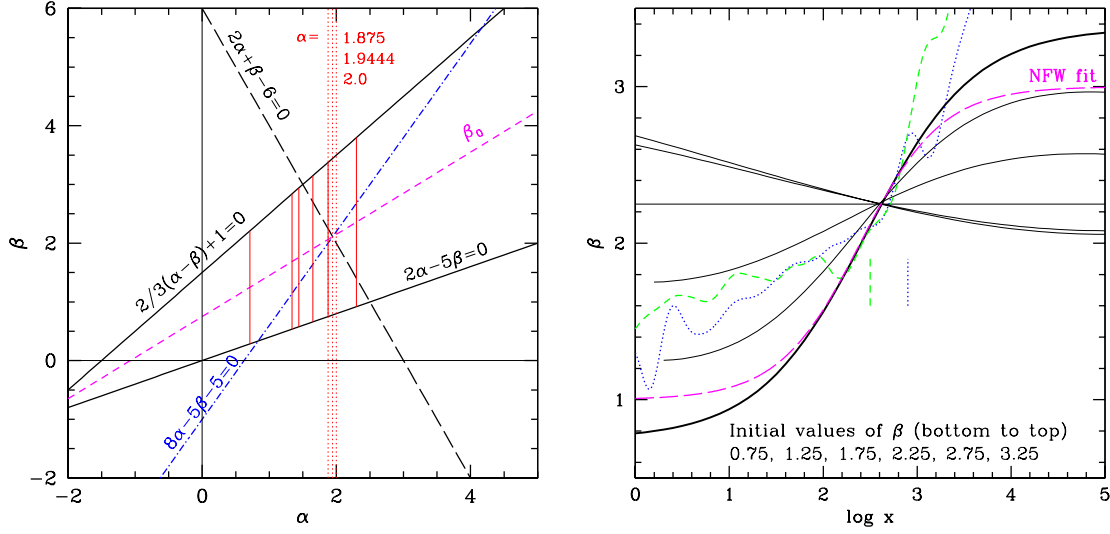 6
4
2
0
−2
−2
0
2
4
α
β
α=
1.875
1.9444
2.0
2α+β−6=0
β₀
2/3(α−β)+1=0
2α−5β=0
8α−5β−5=0
3
2
1
0
1
2
3
4
5
log x
β
NFW fit
Initial values of β (bottom to top)
0.75, 1.25, 1.75, 2.25, 2.75, 3.25